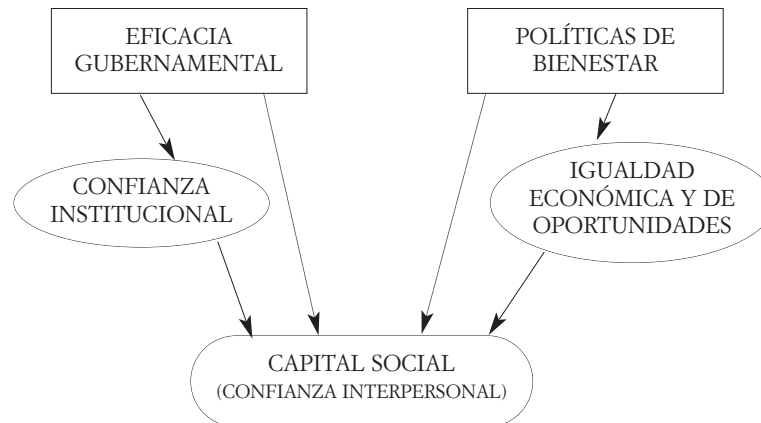 EFICACIA
GUBERNAMENTAL
POLÍTICAS DE
BIENESTAR
CONFIANZA
INSTITUCIONAL
IGUALDAD
ECONÓMICA Y DE
OPORTUNIDADES
CAPITAL SOCIAL
(CONFIANZA INTERPERSONAL)